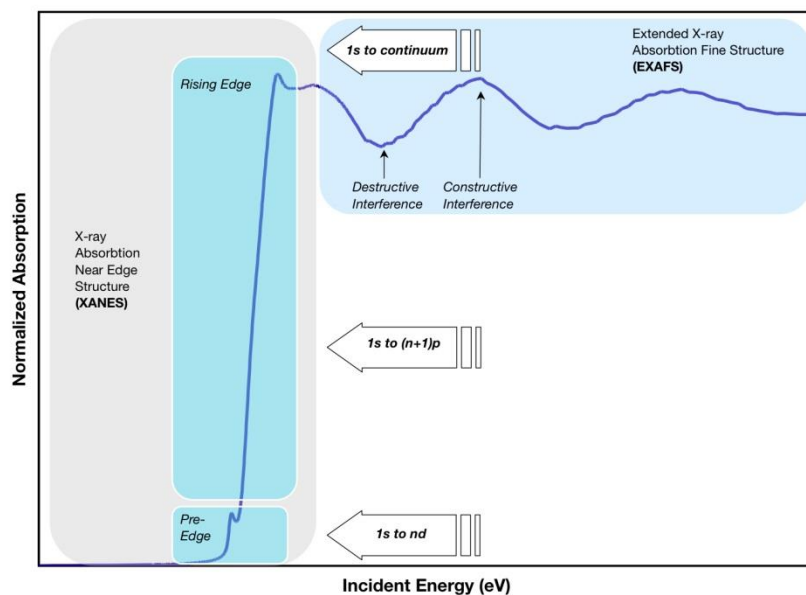 1s to continuum
Extended X-ray
Absorbtion Fine Structure
(EXAFS)
Rising Edge
Destructive
Interference
Constructive
Interference
X-ray
Absorbtion
Near Edge
Structure
(XANES)
1s to (n+1)p
Pre-
Edge
1s to nd
Normalized Absorption
Incident Energy (eV)